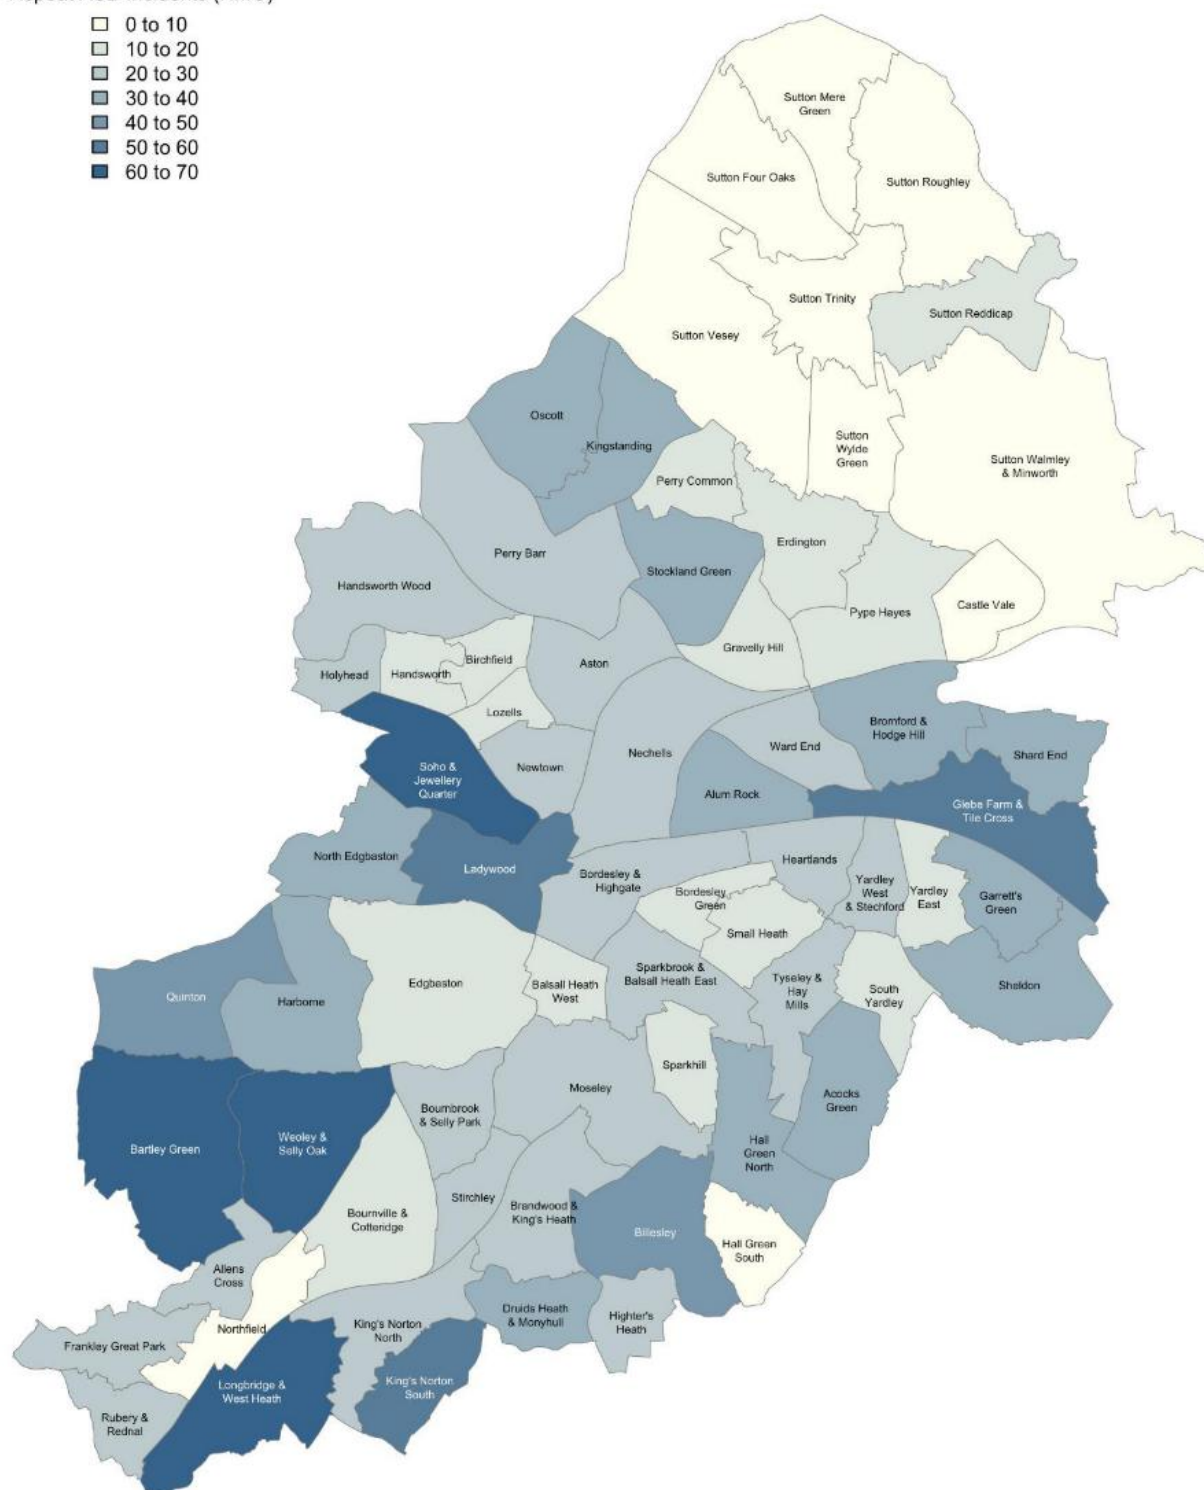 0 to 10
10 to 20
20 to 30
30 to 40
40 to 50
50 to 60
60 to 70
Sutton Mere
Green
Sutton Four Oaks
Sutton Roughley
Sutton Trinity
Sutton Reddicap
Sutton Vesey
Oscott
Kingstanding
Sutton
Wylde
Green
Sutton Walmley
& Minworth
Perry Common
Erdington
Perry Barr
Stockland Green
Handsworth Wood
Castle Vale
Pype Hayes
Gravelly Hill
Birchfield
Aston
Holyhead
Handsworth
Lozells
Bromford &
Hodge Hill
Ward End
Nechells
Shard End
Newtown
Soho &
Jewellery
Quarter
Alum Rock
Glebe Farm &
Tile Cross
North Edgbaston
Ladywood
Bordesley &
Highgate
Heartlands
Yardley
West
& Stechford
Yardley
East
Bordesley
Green
Garrett's
Green
Small Heath
Edgbaston
Balsall Heath
West
Sparkbrook &
Balsall Heath East
Tyseley &
Hay
Mills
South
Yardley
Sheldon
Quinton
Harborne
Sparkhill
Moseley
Acocks
Green
Bournbrook
& Selly Park
Bartley Green
Weoley &
Selly Oak
Hall
Green
North
Stirchley
Brandwood &
King's Heath
Bournville &
Cotteridge
Billesley
Hall Green
South
Allens
Cross
Druids Heath
& Monyhull
Highter's
Heath
King's Norton
North
Northfield
Frankley Great Park
Longbridge &
West Heath
King's Norton
South
Rubery &
Rednal